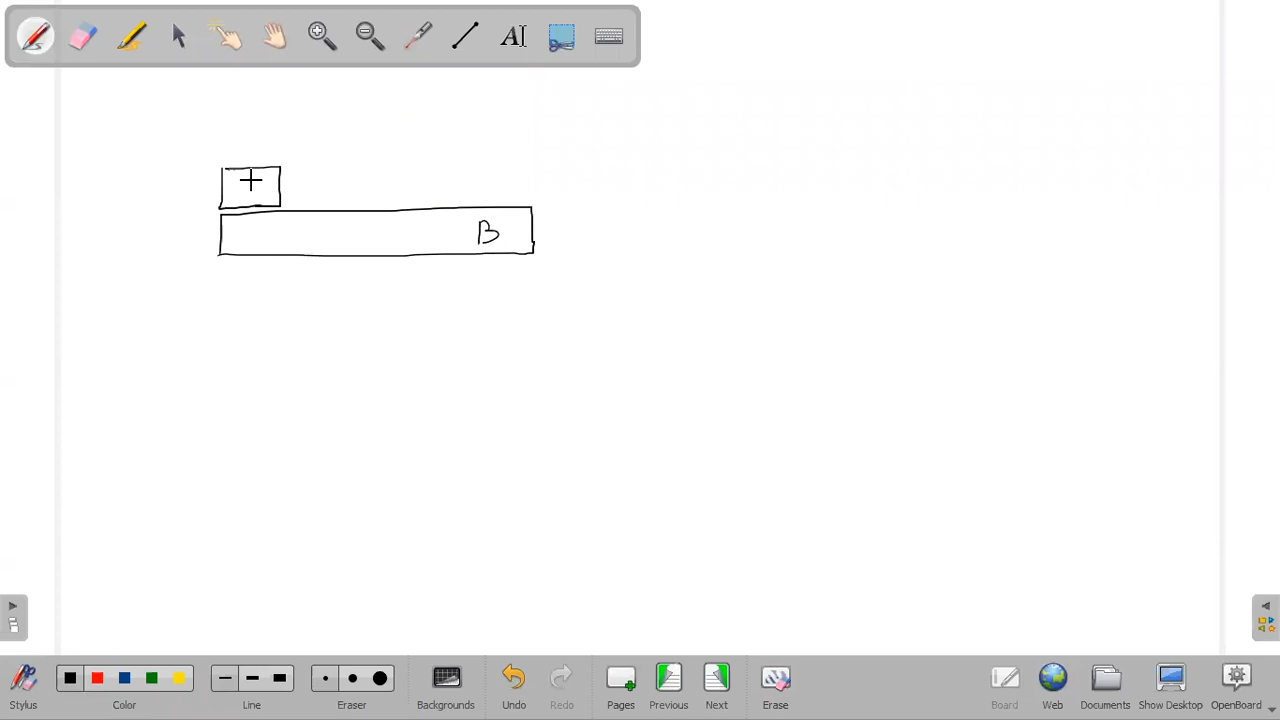 B
Stylus
Color
Line
Eraser
Backgrounds
Undo
Redo
Pages
Previous
Next
Erase
Board
Web
Documents
Show Desktop
OpenBoard